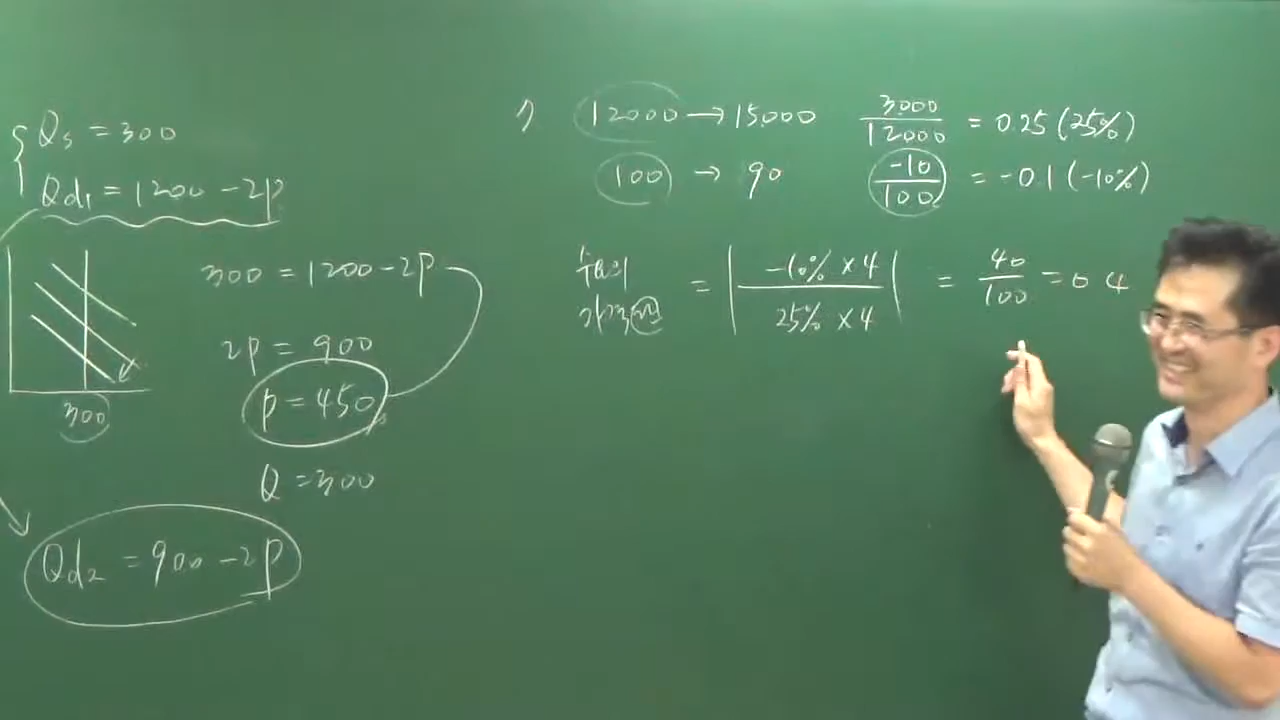 Qs = 300
Qd₁ = 1200 - 2P
300 = 1200 - 2P
2P = 900
P = 450
300
Q = 300
Qd₂ = 900 - 2P
1) 12000 → 15000 3000/12000 = 0.25 (25%)
100 → 90 -10/100 = -0.1 (-10%)
수요의 가격탄 = | -10% × 4 / 25% × 4 | = 40/100 = 0.4